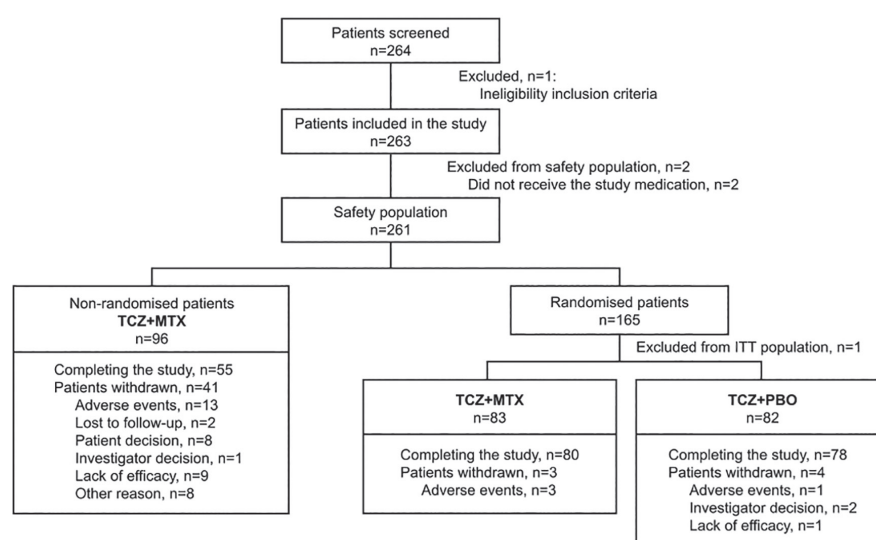 Patients screened
n=264
Excluded, n=1:
Ineligibility inclusion criteria
Patients included in the study
n=263
Excluded from safety population, n=2
Did not receive the study medication, n=2
Safety population
n=261
Non-randomised patients
TCZ+MTX
n=96
Completing the study, n=55
Patients withdrawn, n=41
Adverse events, n=13
Lost to follow-up, n=2
Patient decision, n=8
Investigator decision, n=1
Lack of efficacy, n=9
Other reason, n=8
Randomised patients
n=165
Excluded from ITT population, n=1
TCZ+MTX
n=83
Completing the study, n=80
Patients withdrawn, n=3
Adverse events, n=3
TCZ+PBO
n=82
Completing the study, n=78
Patients withdrawn, n=4
Adverse events, n=1
Investigator decision, n=2
Lack of efficacy, n=1